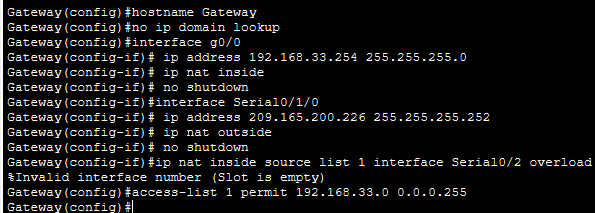 Gateway(config)#hostname Gateway
Gateway(config)#no ip domain lookup
Gateway(config)#interface g0/0
Gateway(config-if)# ip address 192.168.33.254 255.255.255.0
Gateway(config-if)# ip nat inside
Gateway(config-if)# no shutdown
Gateway(config-if)#interface Serial0/1/0
Gateway(config-if)# ip address 209.165.200.226 255.255.255.252
Gateway(config-if)# ip nat outside
Gateway(config-if)# no shutdown
Gateway(config-if)#ip nat inside source list 1 interface Serial0/2 overload
%Invalid interface number (Slot is empty)
Gateway(config)#access-list 1 permit 192.168.33.0 0.0.0.255
Gateway(config)#